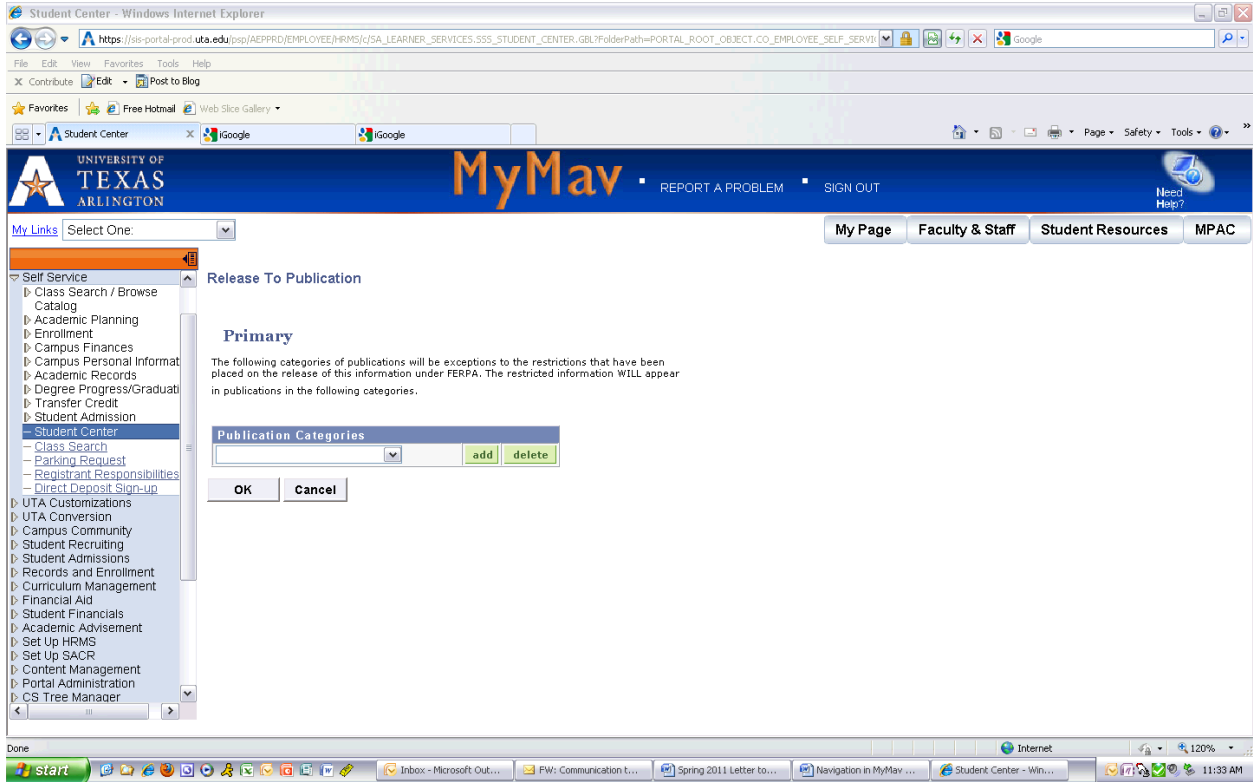 Student Center - Windows Internet Explorer
https://sis-portal-prod.uta.edu/psp/AEPPRD/EMPLOYEE/HRMS/c/SA_LEARNER_SERVICES.SSS_STUDENT_CENTER.GBL?FolderPath=PORTAL_ROOT_OBJECT.CO_EMPLOYEE_SELF_SERVI
Google
File Edit View Favorites Tools Help
X Contribute Edit Post to Blog
Favorites Free Hotmail Web Slice Gallery
Student Center X iGoogle iGoogle
Page Safety Tools »
UNIVERSITY OF
TEXAS
ARLINGTON
MyMav
REPORT A PROBLEM
SIGN OUT
Need
Help?
My Links Select One:
My Page Faculty & Staff Student Resources MPAC
Self Service
Class Search / Browse
Catalog
Academic Planning
Enrollment
Campus Finances
Campus Personal Informat
Academic Records
Degree Progress/Graduati
Transfer Credit
Student Admission
– Student Center
– Class Search
– Parking Request
– Registrant Responsibilities
– Direct Deposit Sign-up
UTA Customizations
UTA Conversion
Campus Community
Student Recruiting
Student Admissions
Records and Enrollment
Curriculum Management
Financial Aid
Student Financials
Academic Advisement
Set Up HRMS
Set Up SACR
Content Management
Portal Administration
CS Tree Manager
Release To Publication
Primary
The following categories of publications will be exceptions to the restrictions that have been
placed on the release of this information under FERPA. The restricted information WILL appear
in publications in the following categories.
Publication Categories
add delete
OK Cancel
Done
Internet
120%
start
Inbox - Microsoft Out...
FW: Communication t...
Spring 2011 Letter to...
Navigation in MyMav ...
Student Center - Win...
11:33 AM